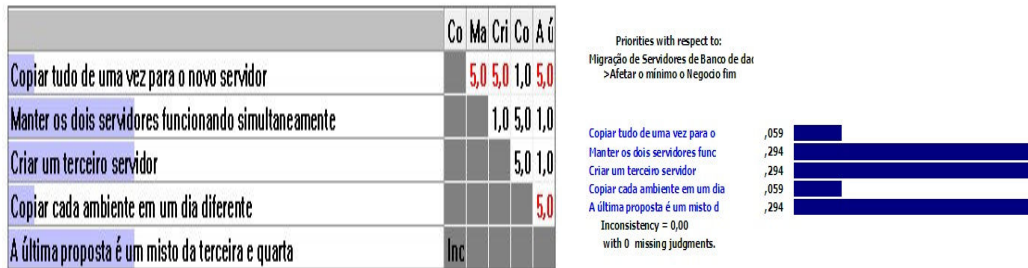 Co Ma Cri Co A ú
Copiar tudo de uma vez para o novo servidor 5,0 5,0 1,0 5,0
Manter os dois servidores funcionando simultaneamente 1,0 5,0 1,0
Criar um terceiro servidor 5,0 1,0
Copiar cada ambiente em um dia diferente 5,0
A última proposta é um misto da terceira e quarta Inc
Priorities with respect to:
Migração de Servidores de Banco de dac
>Afetar o mínimo o Negocio fim
Copiar tudo de uma vez para o ,059
Manter os dois servidores func ,294
Criar um terceiro servidor ,294
Copiar cada ambiente em um dia ,059
A última proposta é um misto d ,294
Inconsistency = 0,00
with 0 missing judgments.